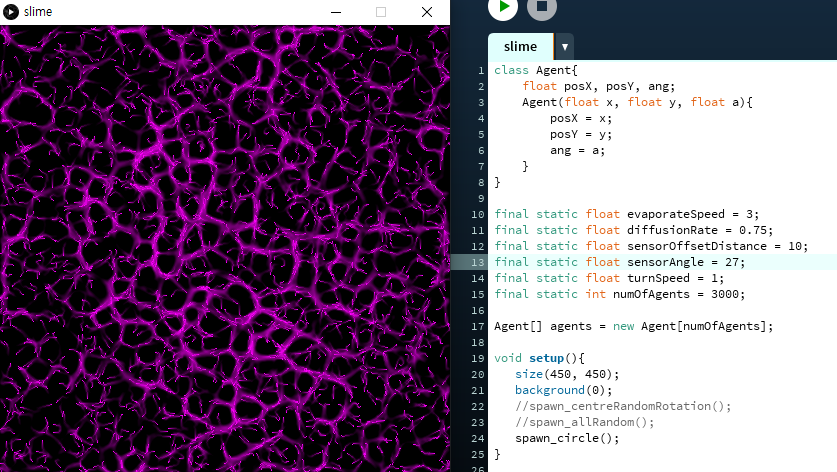 slime
slime
1 class Agent{
2 float posX, posY, ang;
3 Agent(float x, float y, float a){
4 posX = x;
5 posY = y;
6 ang = a;
7 }
8 }
9
10 final static float evaporateSpeed = 3;
11 final static float diffusionRate = 0.75;
12 final static float sensorOffsetDistance = 10;
13 final static float sensorAngle = 27;
14 final static float turnSpeed = 1;
15 final static int numOfAgents = 3000;
16
17 Agent[] agents = new Agent[numOfAgents];
18
19 void setup(){
20 size(450, 450);
21 background(0);
22 //spawn_centreRandomRotation();
23 //spawn_allRandom();
24 spawn_circle();
25 }
26